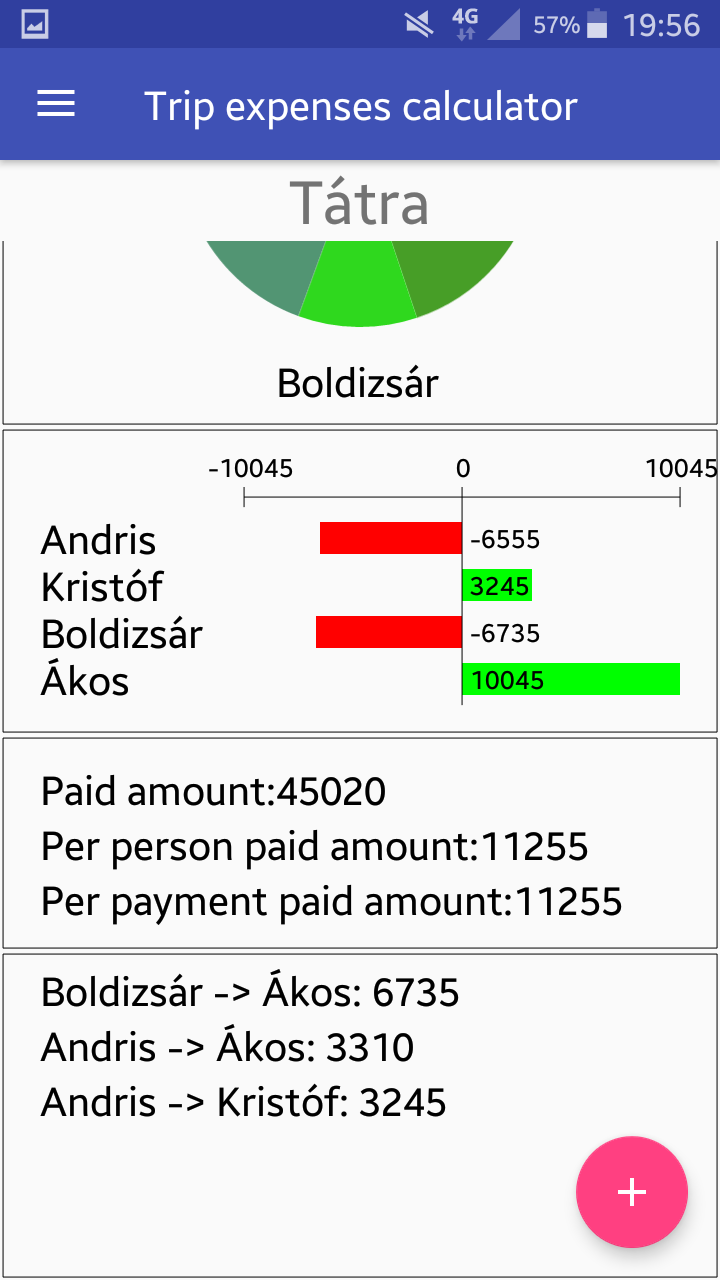 4G 57% 19:56
Trip expenses calculator
Tátra
Boldizsár
-10045 0 10045
Andris -6555
Kristóf 3245
Boldizsár -6735
Ákos 10045
Paid amount:45020
Per person paid amount:11255
Per payment paid amount:11255
Boldizsár -> Ákos: 6735
Andris -> Ákos: 3310
Andris -> Kristóf: 3245
+